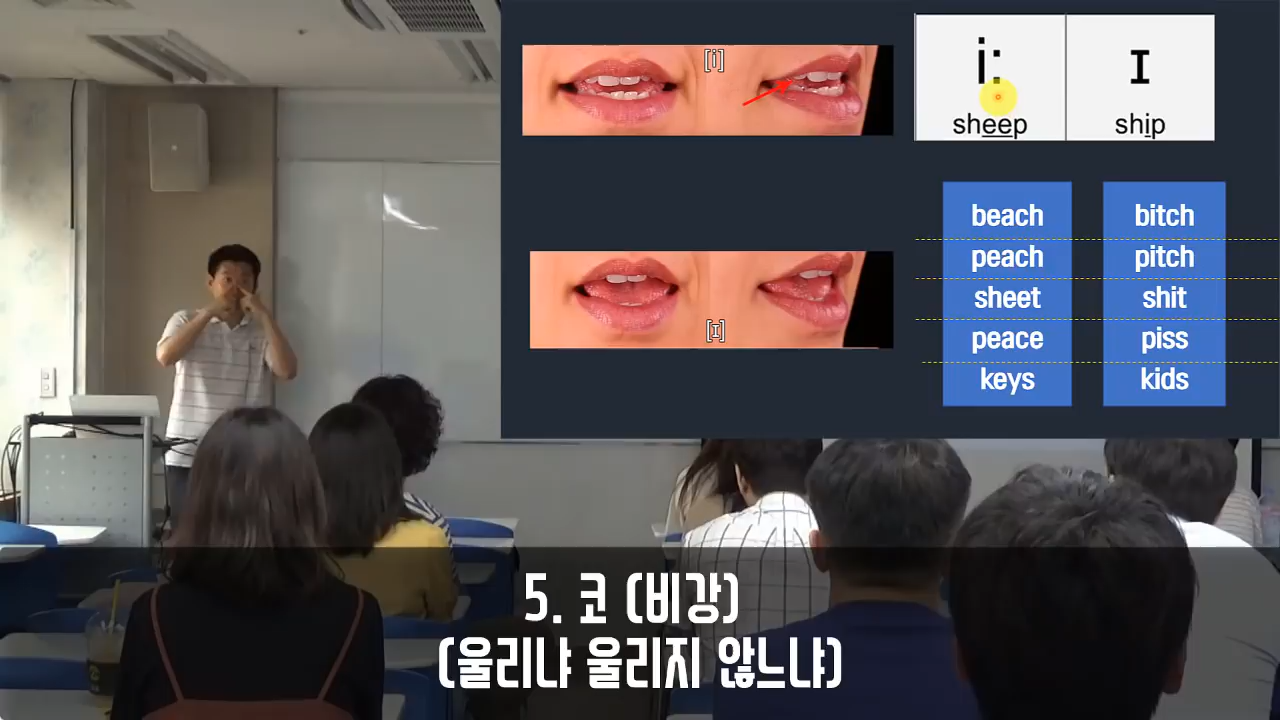 [i]
i:
sheep
ɪ
ship
beach
bitch
peach
pitch
sheet
shit
peace
piss
keys
kids
[ɪ]
5. 코 (비강)
(울리냐 울리지 않느냐)